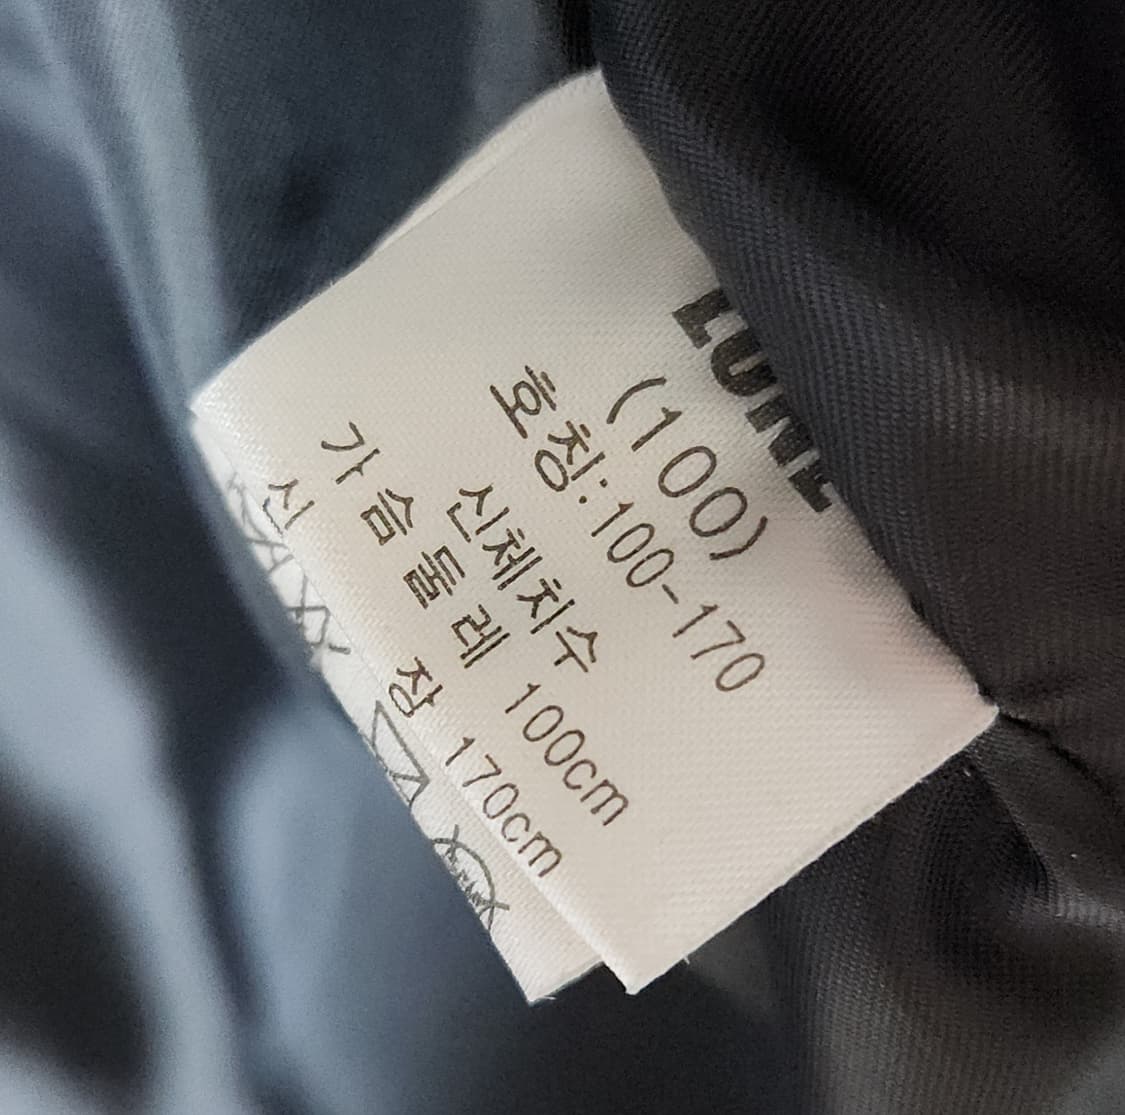 (100)
호칭:100-170
신체치수
가슴둘레 100cm
신 장 170cm